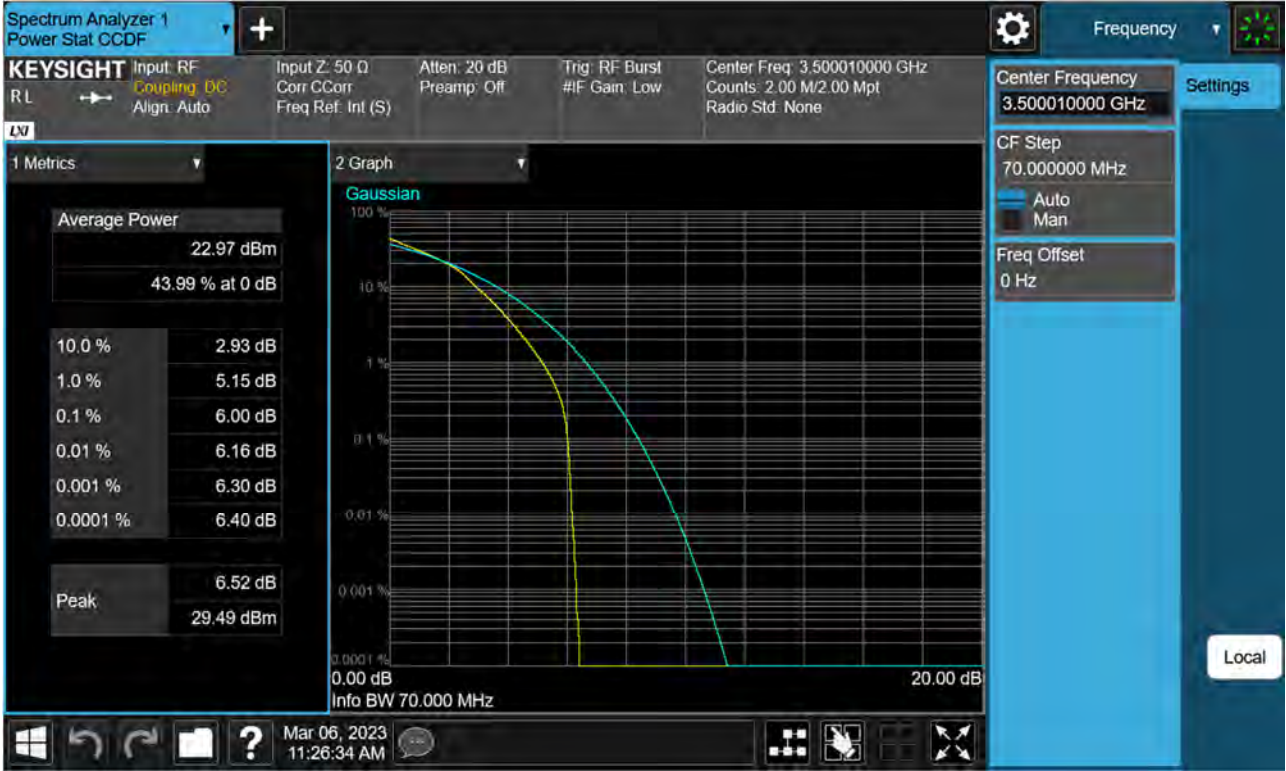 Spectrum Analyzer 1
Power Stat CCDF
Frequency
KEYSIGHT
R L
LXI
Input: RF
Coupling: DC
Align: Auto
Input Z: 50 Ω
Corr CCorr
Freq Ref: Int (S)
Atten: 20 dB
Preamp: Off
Trig: RF Burst
#IF Gain: Low
Center Freq: 3.500010000 GHz
Counts: 2.00 M/2.00 Mpt
Radio Std: None
Center Frequency
3.500010000 GHz
Settings
CF Step
70.000000 MHz
Auto
Man
Freq Offset
0 Hz
1 Metrics
Average Power
22.97 dBm
43.99 % at 0 dB
10.0 % 2.93 dB
1.0 % 5.15 dB
0.1 % 6.00 dB
0.01 % 6.16 dB
0.001 % 6.30 dB
0.0001 % 6.40 dB
Peak
6.52 dB
29.49 dBm
2 Graph
Gaussian
100 %
10 %
1 %
0.1 %
0.01 %
0.001 %
0.0001 %
0.00 dB 20.00 dB
Info BW 70.000 MHz
Local
?
Mar 06, 2023
11:26:34 AM